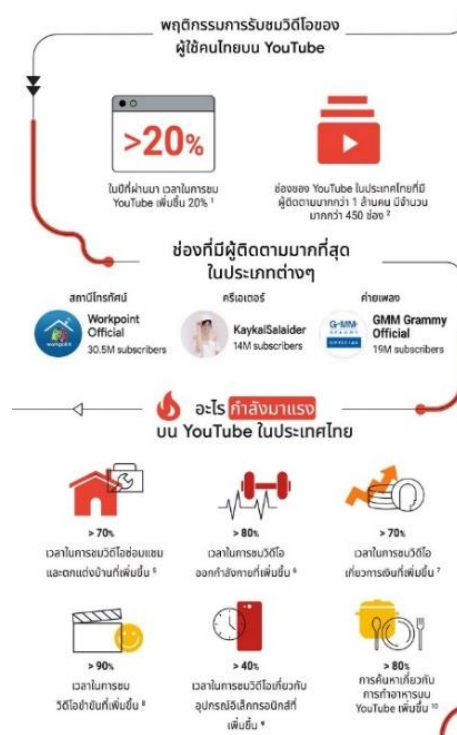 พฤติกรรมการรับชมวิดีโอของ
ผู้ใช้คนไทยบน YouTube
>20%
ในปีที่ผ่านมา เวลาในการชม
YouTube เพิ่มขึ้น 20% ¹
ช่องของ YouTube ในประเทศไทยที่มี
ผู้ติดตามมากกว่า 1 ล้านคน มีจำนวน
มากกว่า 450 ช่อง ²
ช่องที่มีผู้ติดตามมากที่สุด
ในประเภทต่างๆ
สถานีโทรทัศน์
workpoint
Workpoint
Official
30.5M subscribers
ครีเอเตอร์
KaykaiSalaider
14M subscribers
ค่ายเพลง
GMM
GRAMMY
OFFICIAL
GMM Grammy
Official
19M subscribers
อะไร กำลังมาแรง
บน YouTube ในประเทศไทย
> 70%
เวลาในการชมวิดีโอซ่อมแซม
และตกแต่งบ้านที่เพิ่มขึ้น ⁵
> 80%
เวลาในการชมวิดีโอ
ออกกำลังกายที่เพิ่มขึ้น ⁶
> 70%
เวลาในการชมวิดีโอ
เกี่ยวการเงินที่เพิ่มขึ้น ⁷
> 90%
เวลาในการชม
วิดีโอขำขันที่เพิ่มขึ้น ⁸
> 40%
เวลาในการชมวิดีโอเกี่ยวกับ
อุปกรณ์อิเล็กทรอนิกส์ที่
เพิ่มขึ้น ⁹
> 80%
การค้นหาเกี่ยวกับ
การทำอาหารบน
YouTube เพิ่มขึ้น ¹⁰